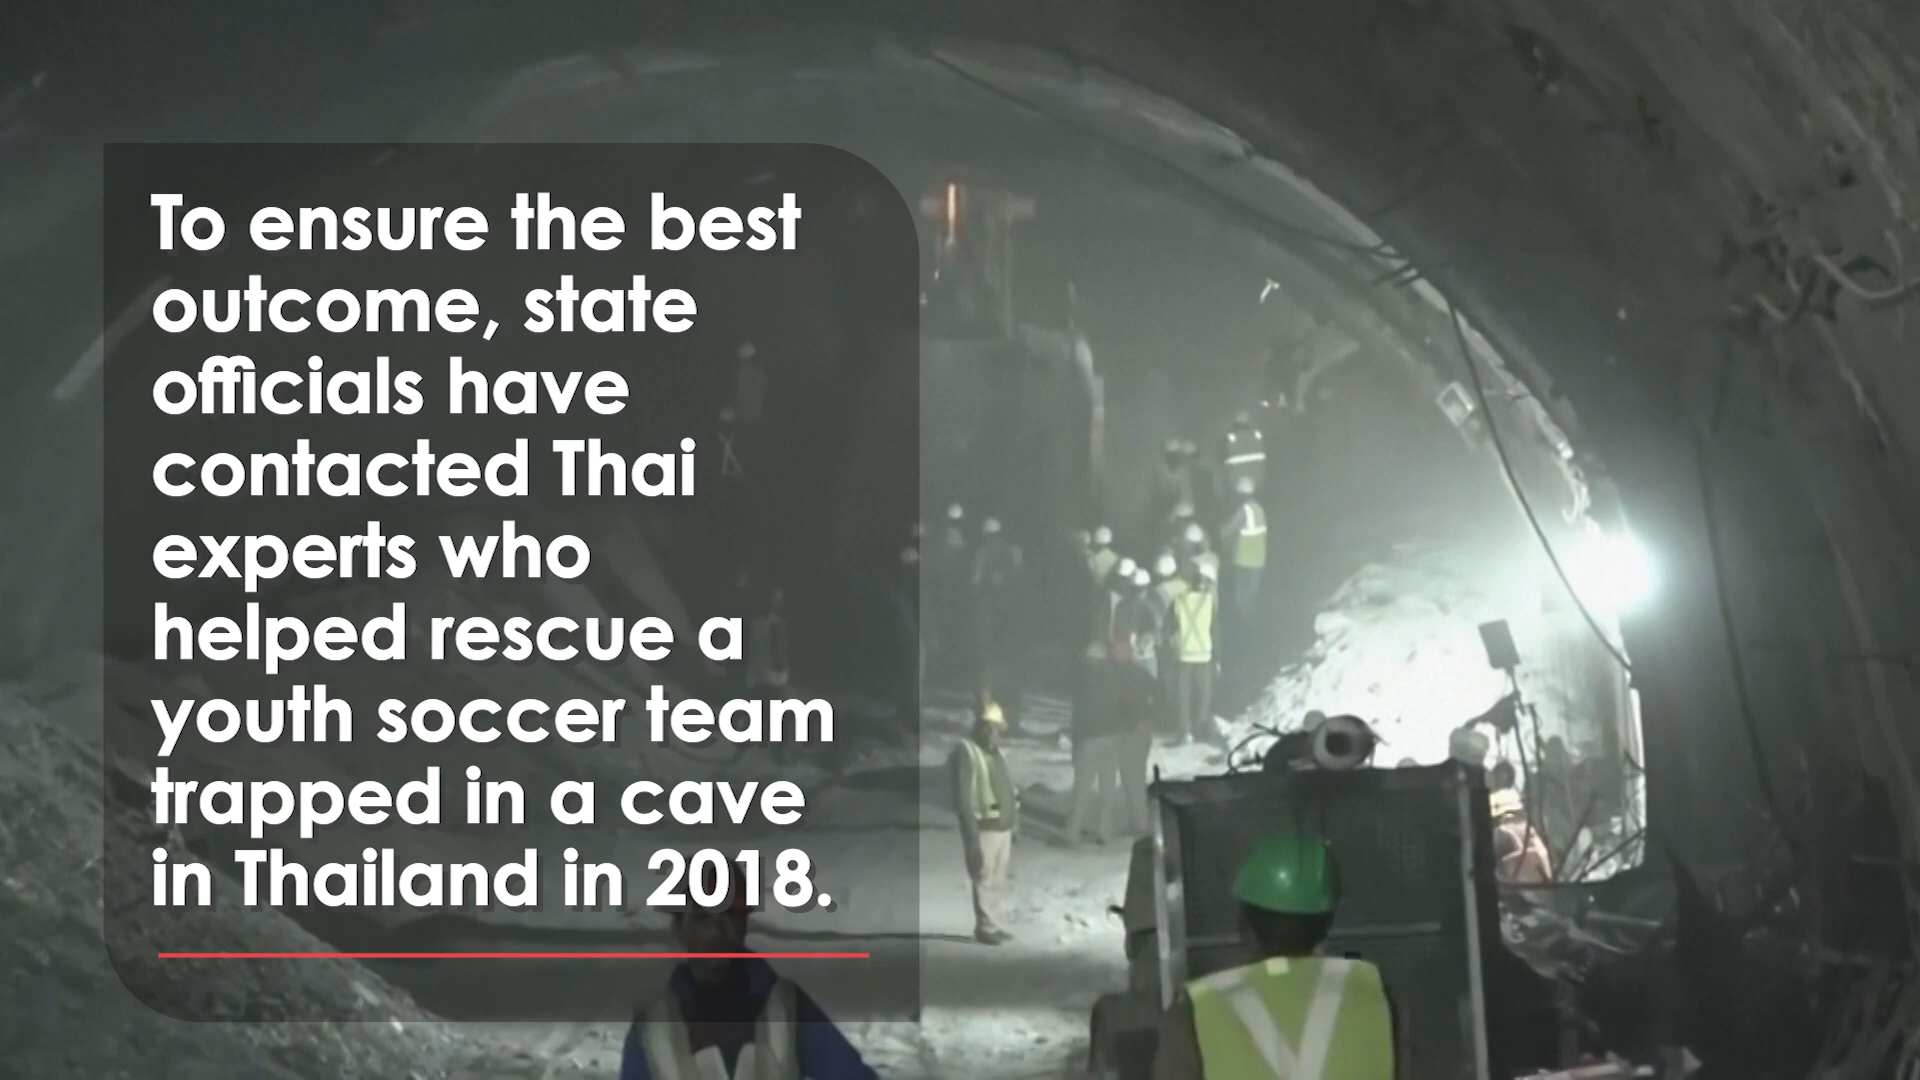 To ensure the best
outcome, state
officials have
contacted Thai
experts who
helped rescue a
youth soccer team
trapped in a cave
in Thailand in 2018.